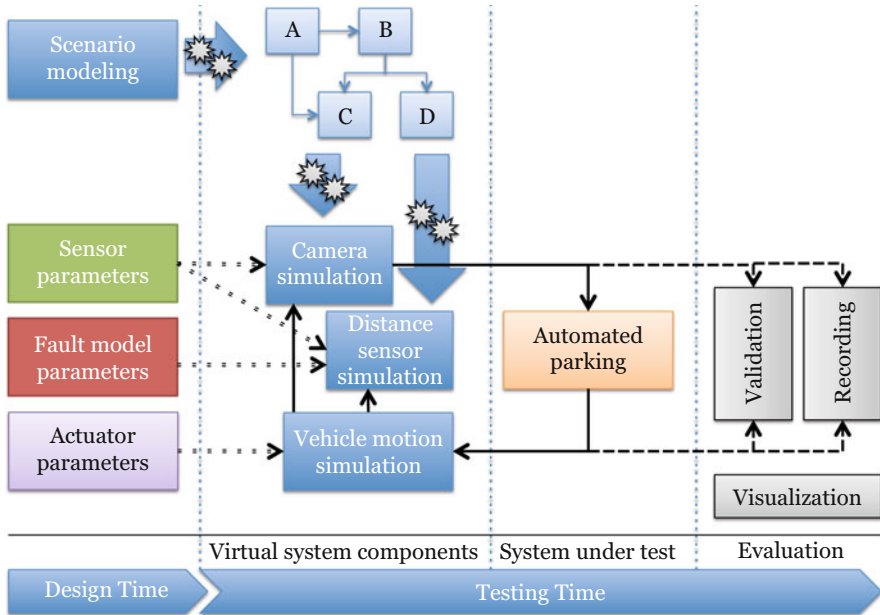 Scenario
modeling
A
B
C
D
Sensor
parameters
Camera
simulation
Fault model
parameters
Distance
sensor
simulation
Automated
parking
Validation
Recording
Actuator
parameters
Vehicle motion
simulation
Visualization
Virtual system components
System under test
Evaluation
Design Time
Testing Time